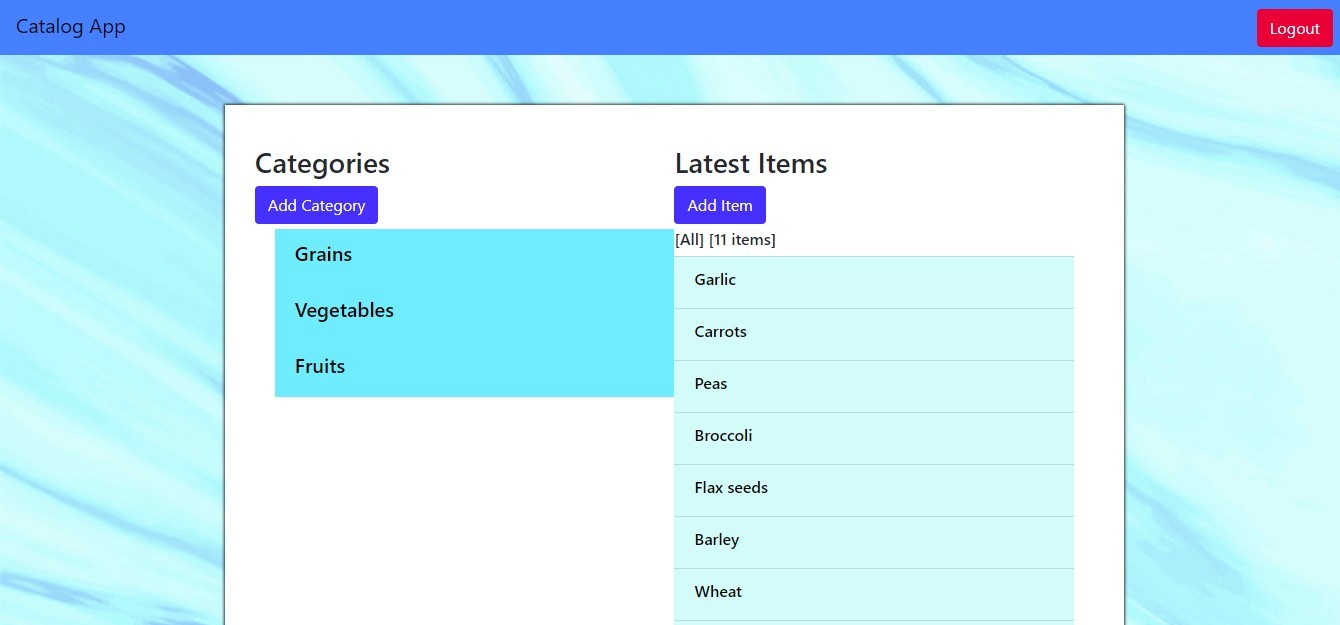 Catalog App
Logout
Categories
Add Category
Grains
Vegetables
Fruits
Latest Items
Add Item
[All] [11 items]
Garlic
Carrots
Peas
Broccoli
Flax seeds
Barley
Wheat